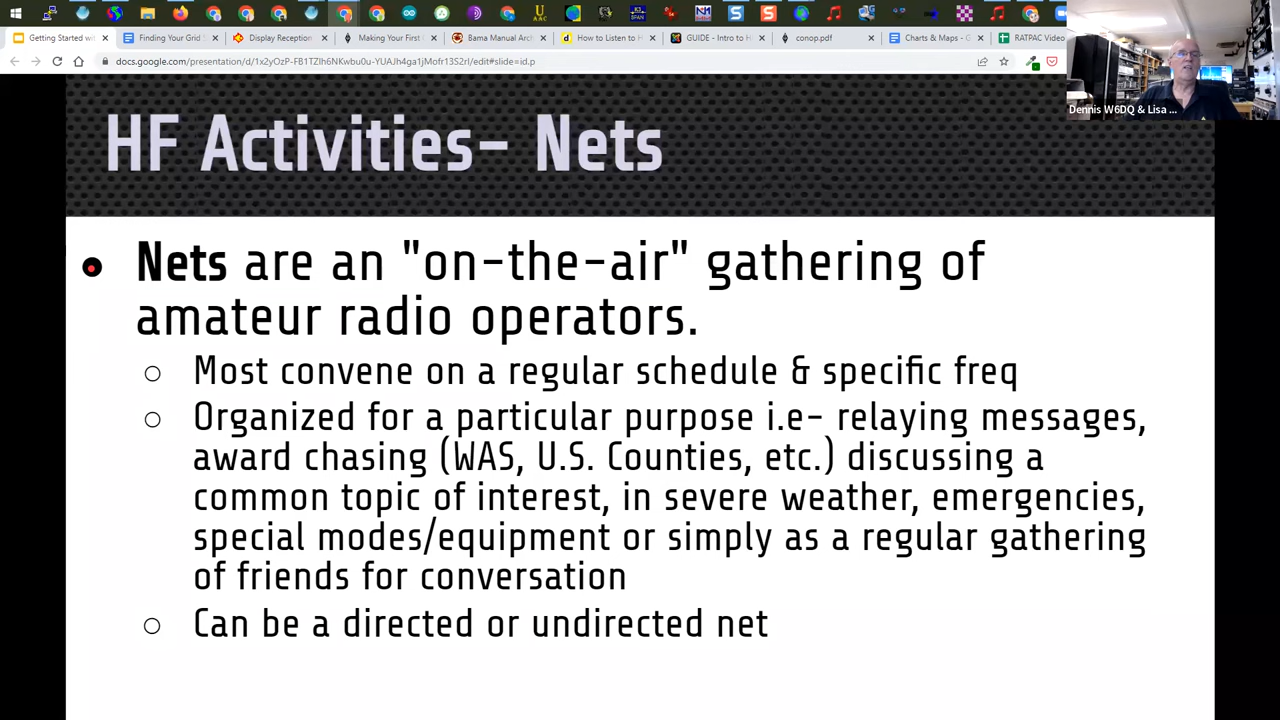 Getting Started wi
Finding Your Grid S
Display Reception
Making Your First
Bama Manual Arc
How to Listen to H
GUIDE - Intro to H
conop.pdf
Charts & Maps - G
RATPAC Video
docs.google.com/presentation/d/
/edit#slide=id.p
Dennis W6DQ & Lisa ...
HF Activities- Nets
Nets are an "on-the-air" gathering of
amateur radio operators.
Most convene on a regular schedule & specific freq
Organized for a particular purpose i.e- relaying messages,
award chasing (WAS, U.S. Counties, etc.) discussing a
common topic of interest, in severe weather, emergencies,
special modes/equipment or simply as a regular gathering
of friends for conversation
Can be a directed or undirected net